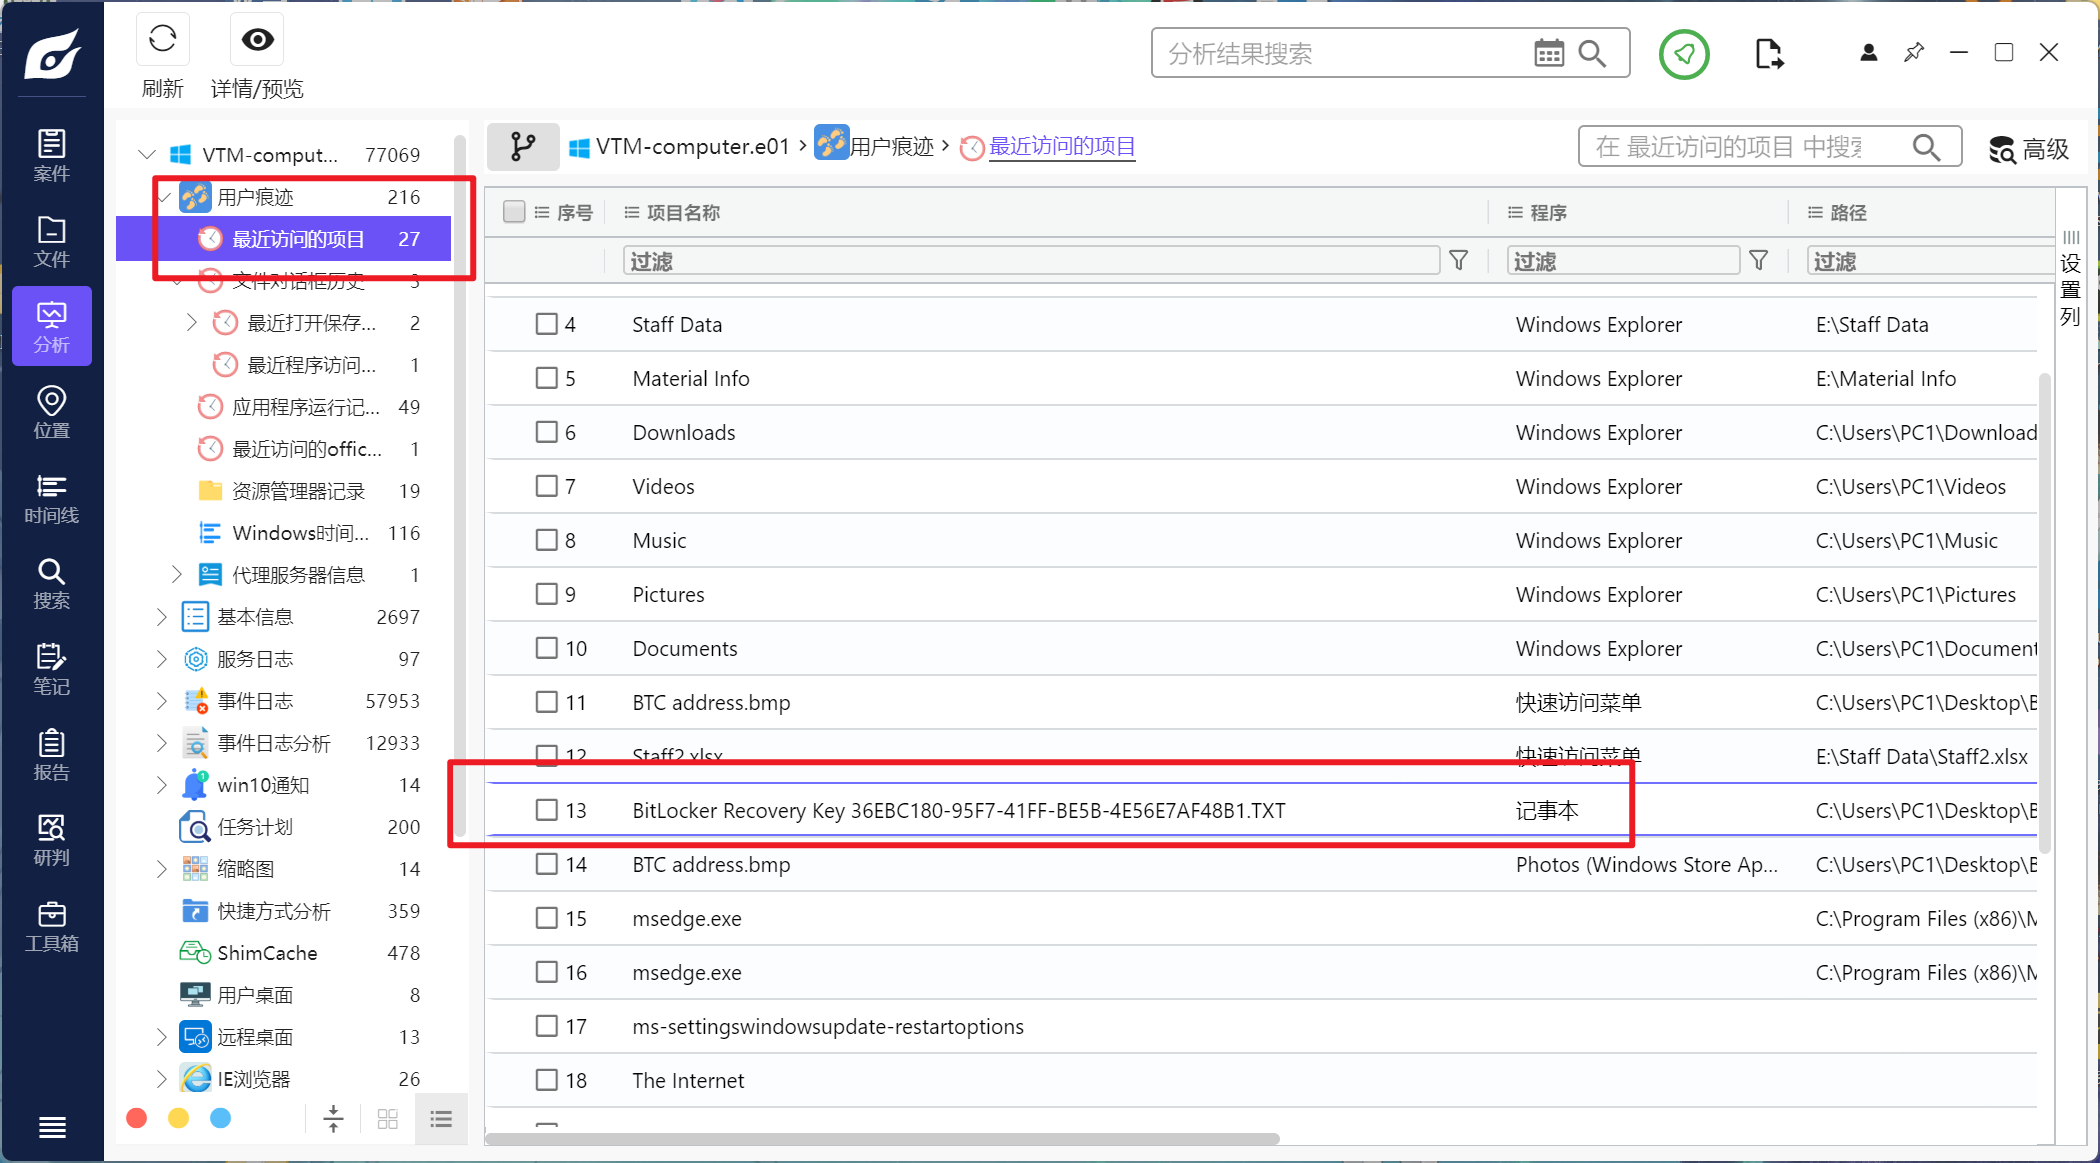 刷新
详情/预览
分析结果搜索
案件
文件
分析
位置
时间线
搜索
笔记
报告
研判
工具箱
VTM-comput... 77069
用户痕迹 216
最近访问的项目 27
文件对话框历史 3
最近打开保存... 2
最近程序访问... 1
应用程序运行记... 49
最近访问的offic... 1
资源管理器记录 19
Windows时间... 116
代理服务器信息 1
基本信息 2697
服务日志 97
事件日志 57953
事件日志分析 12933
win10通知 14
任务计划 200
缩略图 14
快捷方式分析 359
ShimCache 478
用户桌面 8
远程桌面 13
IE浏览器 26
VTM-computer.e01 › 用户痕迹 › 最近访问的项目
在 最近访问的项目 中搜
高级
序号 项目名称 程序 路径
过滤 过滤 过滤
设置列
4 Staff Data Windows Explorer E:\Staff Data
5 Material Info Windows Explorer E:\Material Info
6 Downloads Windows Explorer C:\Users\PC1\Download
7 Videos Windows Explorer C:\Users\PC1\Videos
8 Music Windows Explorer C:\Users\PC1\Music
9 Pictures Windows Explorer C:\Users\PC1\Pictures
10 Documents Windows Explorer C:\Users\PC1\Document
11 BTC address.bmp 快速访问菜单 C:\Users\PC1\Desktop\B
12 Staff2.xlsx 快速访问菜单 E:\Staff Data\Staff2.xlsx
13 BitLocker Recovery Key 36EBC180-95F7-41FF-BE5B-4E56E7AF48B1.TXT 记事本 C:\Users\PC1\Desktop\B
14 BTC address.bmp Photos (Windows Store Ap... C:\Users\PC1\Desktop\B
15 msedge.exe C:\Program Files (x86)\M
16 msedge.exe C:\Program Files (x86)\M
17 ms-settingswindowsupdate-restartoptions
18 The Internet